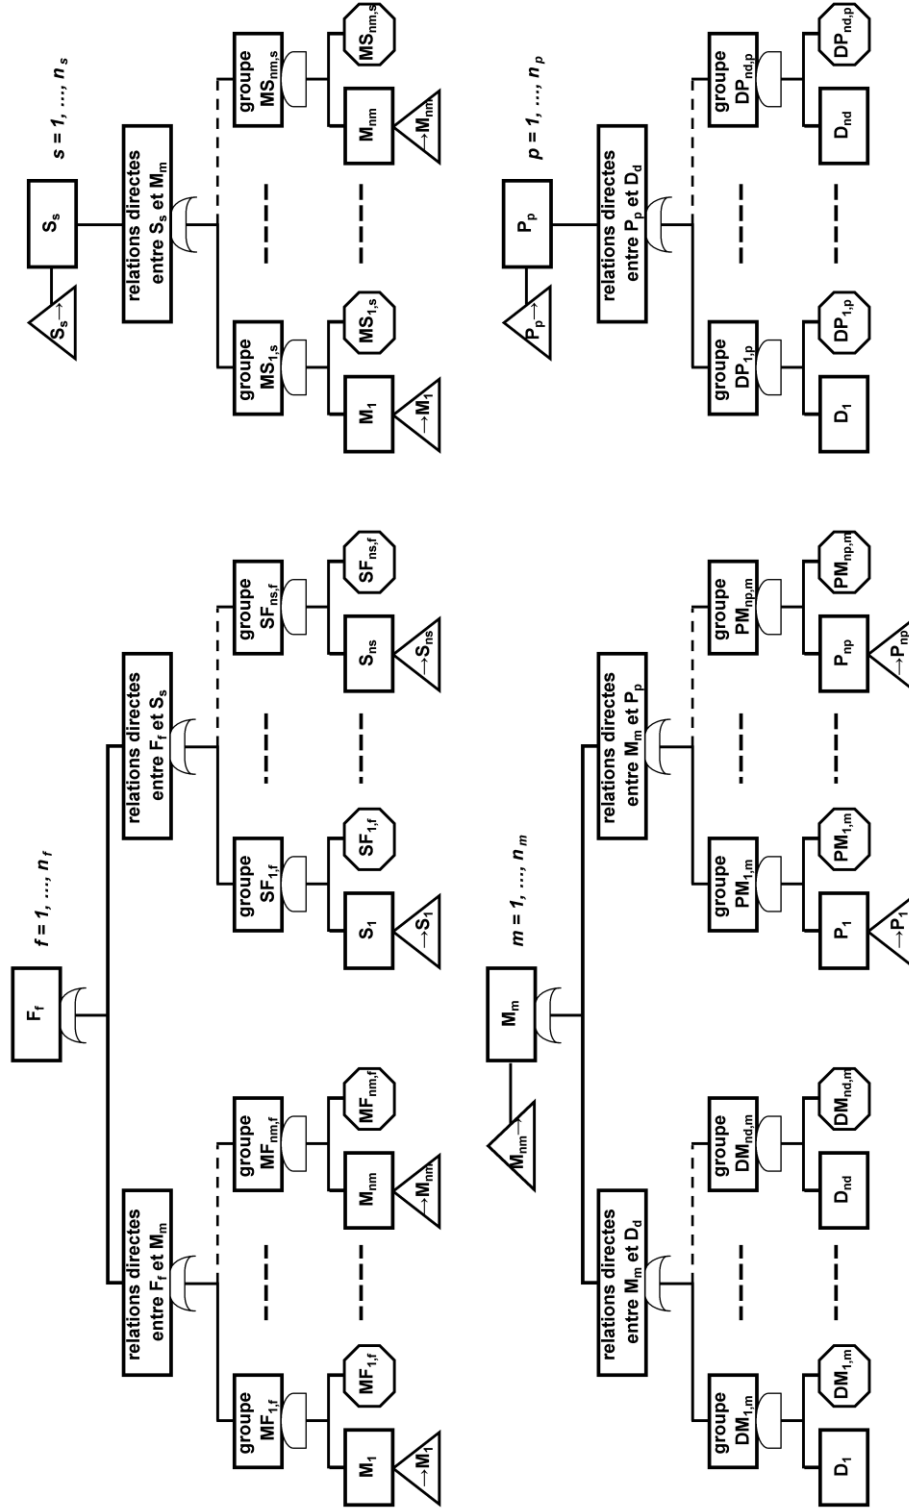 F_f
f = 1, ..., n_f
relations directes
entre F_f et M_m
relations directes
entre F_f et S_s
groupe
MF_1,f
groupe
MF_nm,f
groupe
SF_1,f
groupe
SF_ns,f
M_1
MF_1,f
M_nm
MF_nm,f
S_1
SF_1,f
S_ns
SF_ns,f
→M_1
→M_nm
→S_1
→S_ns
S_s→
S_s
s = 1, ..., n_s
relations directes
entre S_s et M_m
groupe
MS_1,s
groupe
MS_nm,s
M_1
MS_1,s
M_nm
MS_nm,s
→M_1
→M_nm
M_nm→
M_m
m = 1, ..., n_m
relations directes
entre M_m et D_d
relations directes
entre M_m et P_p
groupe
DM_1,m
groupe
DM_nd,m
groupe
PM_1,m
groupe
PM_np,m
D_1
DM_1,m
D_nd
DM_nd,m
P_1
PM_1,m
P_np
PM_np,m
→P_1
→P_np
P_p→
P_p
p = 1, ..., n_p
relations directes
entre P_p et D_d
groupe
DP_1,p
groupe
DP_nd,p
D_1
DP_1,p
D_nd
DP_nd,p